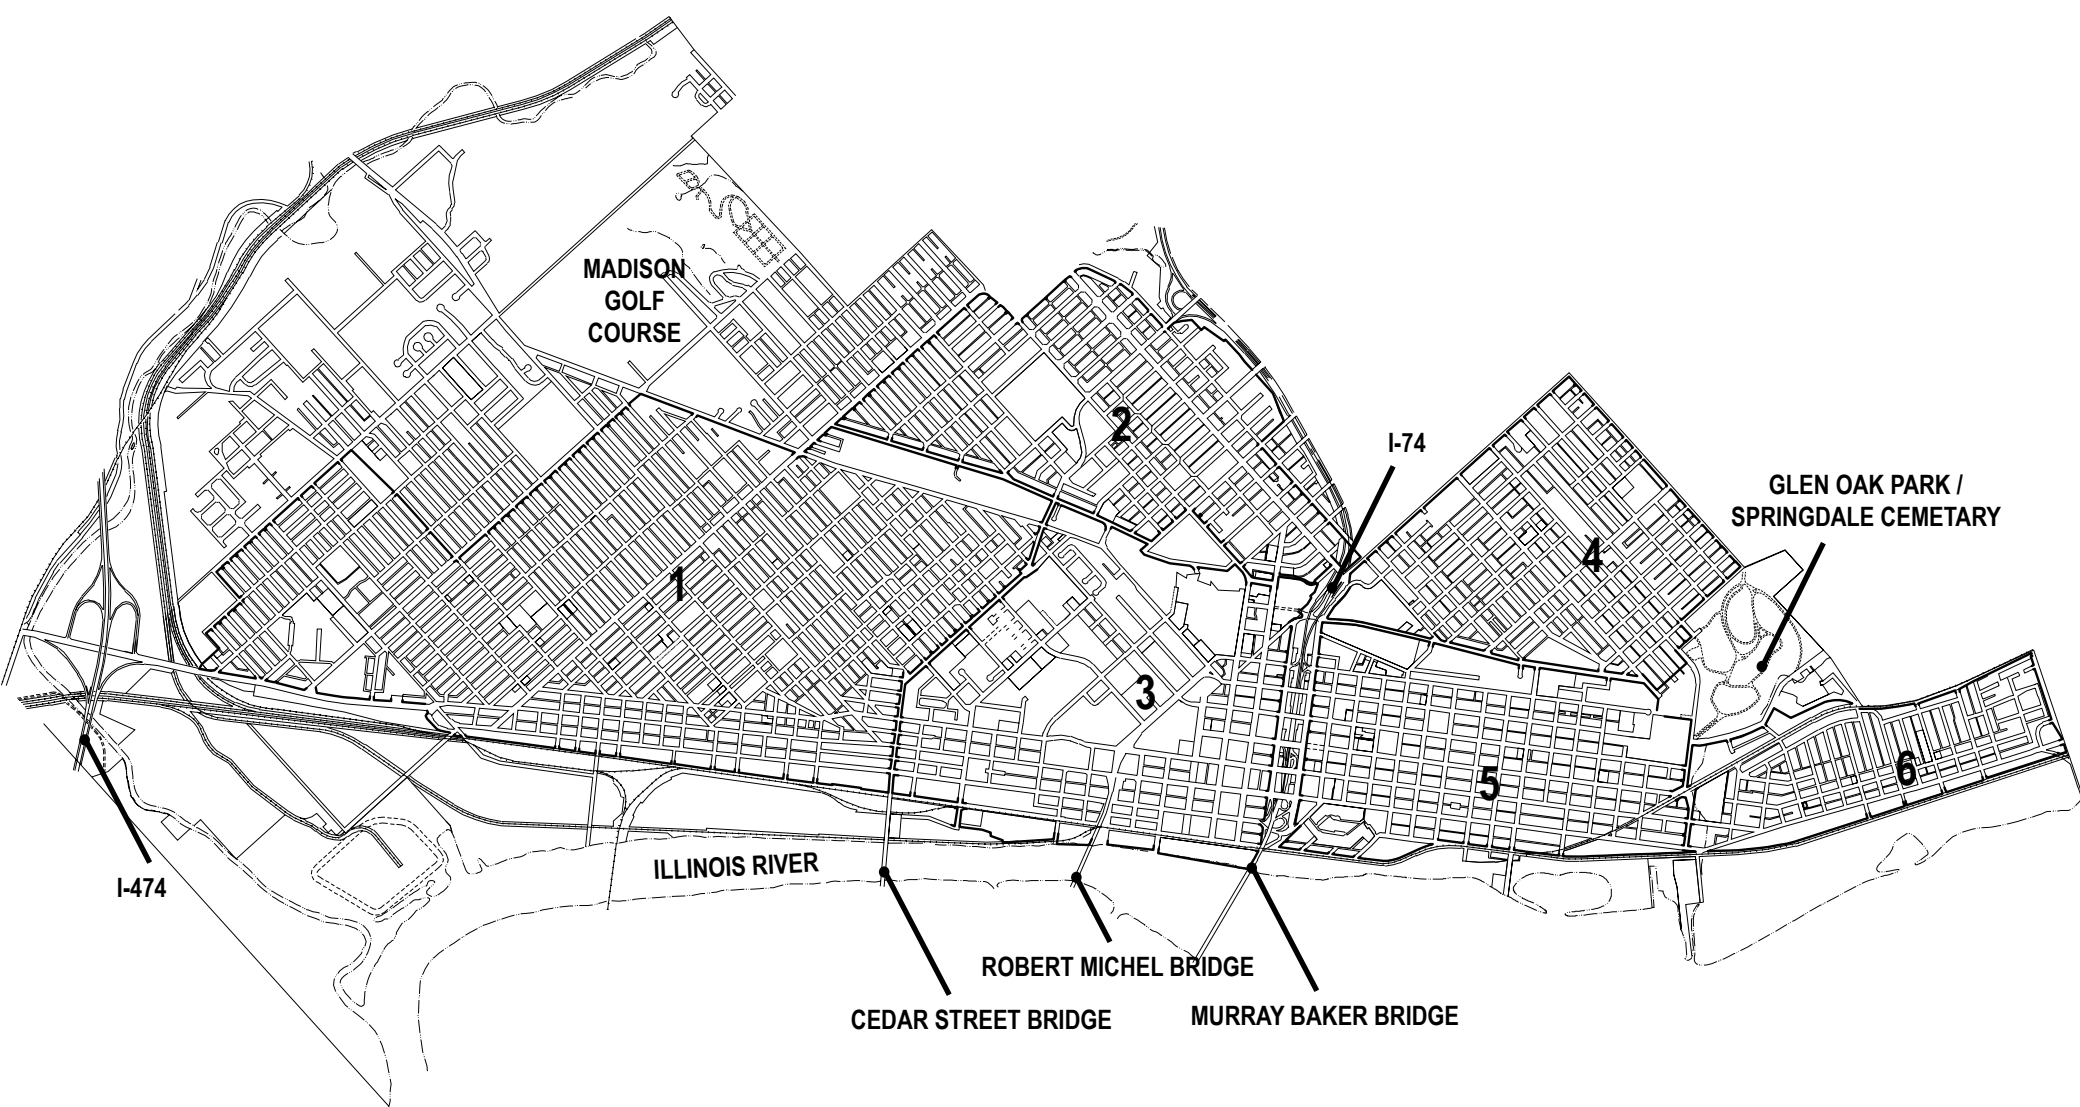 MADISON
GOLF
COURSE
2
I-74
GLEN OAK PARK /
SPRINGDALE CEMETARY
4
1
3
5
6
I-474
ILLINOIS RIVER
ROBERT MICHEL BRIDGE
CEDAR STREET BRIDGE
MURRAY BAKER BRIDGE